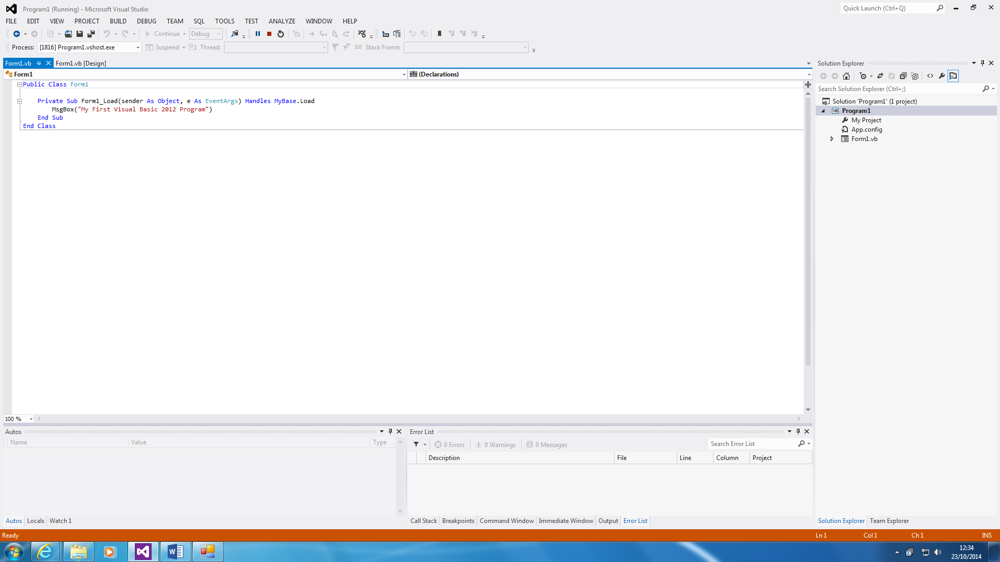 Program1 (Running) - Microsoft Visual Studio
Quick Launch (Ctrl+Q)
FILE EDIT VIEW PROJECT BUILD DEBUG TEAM SQL TOOLS TEST ANALYZE WINDOW HELP
Continue Debug
Process: [1816] Program1.vshost.exe Suspend Thread: Stack Frame:
Form1.vb Form1.vb [Design]
Form1 (Declarations)
Public Class Form1
Private Sub Form1_Load(sender As Object, e As EventArgs) Handles MyBase.Load
MsgBox("My First Visual Basic 2012 Program")
End Sub
End Class
100 %
Solution Explorer
Search Solution Explorer (Ctrl+;)
Solution 'Program1' (1 project)
VB Program1
My Project
App.config
Form1.vb
Autos
Name Value Type
Autos Locals Watch 1
Error List
0 Errors 0 Warnings 0 Messages Search Error List
Description File Line Column Project
Call Stack Breakpoints Command Window Immediate Window Output Error List
Solution Explorer Team Explorer
Ready Ln 1 Col 1 Ch 1 INS
12:34
23/10/2014